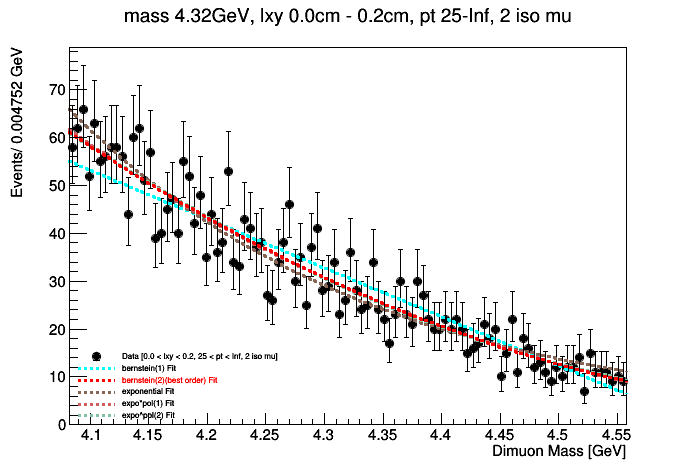 mass 4.32GeV, lxy 0.0cm - 0.2cm, pt 25-Inf, 2 iso mu
Events/ 0.004752 GeV
70
60
50
40
30
20
10
0
Data [0.0 < lxy < 0.2, 25 < pt < Inf, 2 iso mu]
bernstein(1) Fit
bernstein(2)(best order) Fit
exponential Fit
expo*pol(1) Fit
expo*pol(2) Fit
4.1 4.15 4.2 4.25 4.3 4.35 4.4 4.45 4.5 4.55
Dimuon Mass [GeV]